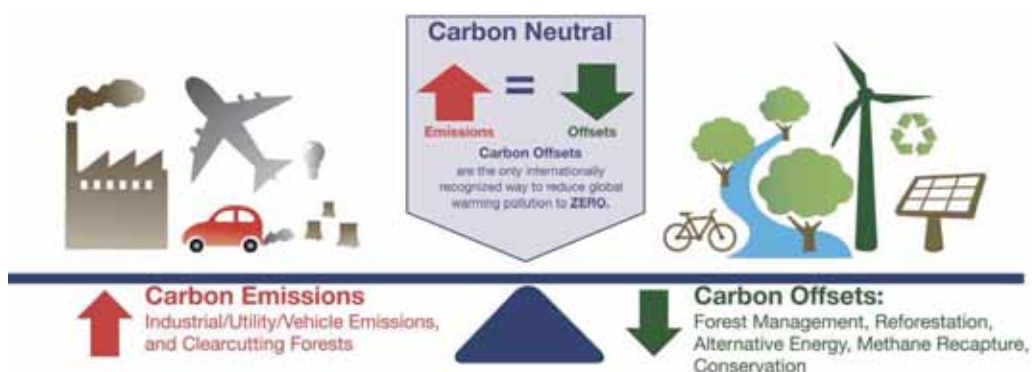 Carbon Neutral
=
Emissions
Offsets
Carbon Offsets
are the only internationally
recognized way to reduce global
warming pollution to ZERO.
Carbon Emissions
Industrial/Utility/Vehicle Emissions,
and Clearcutting Forests
Carbon Offsets:
Forest Management, Reforestation,
Alternative Energy, Methane Recapture,
Conservation